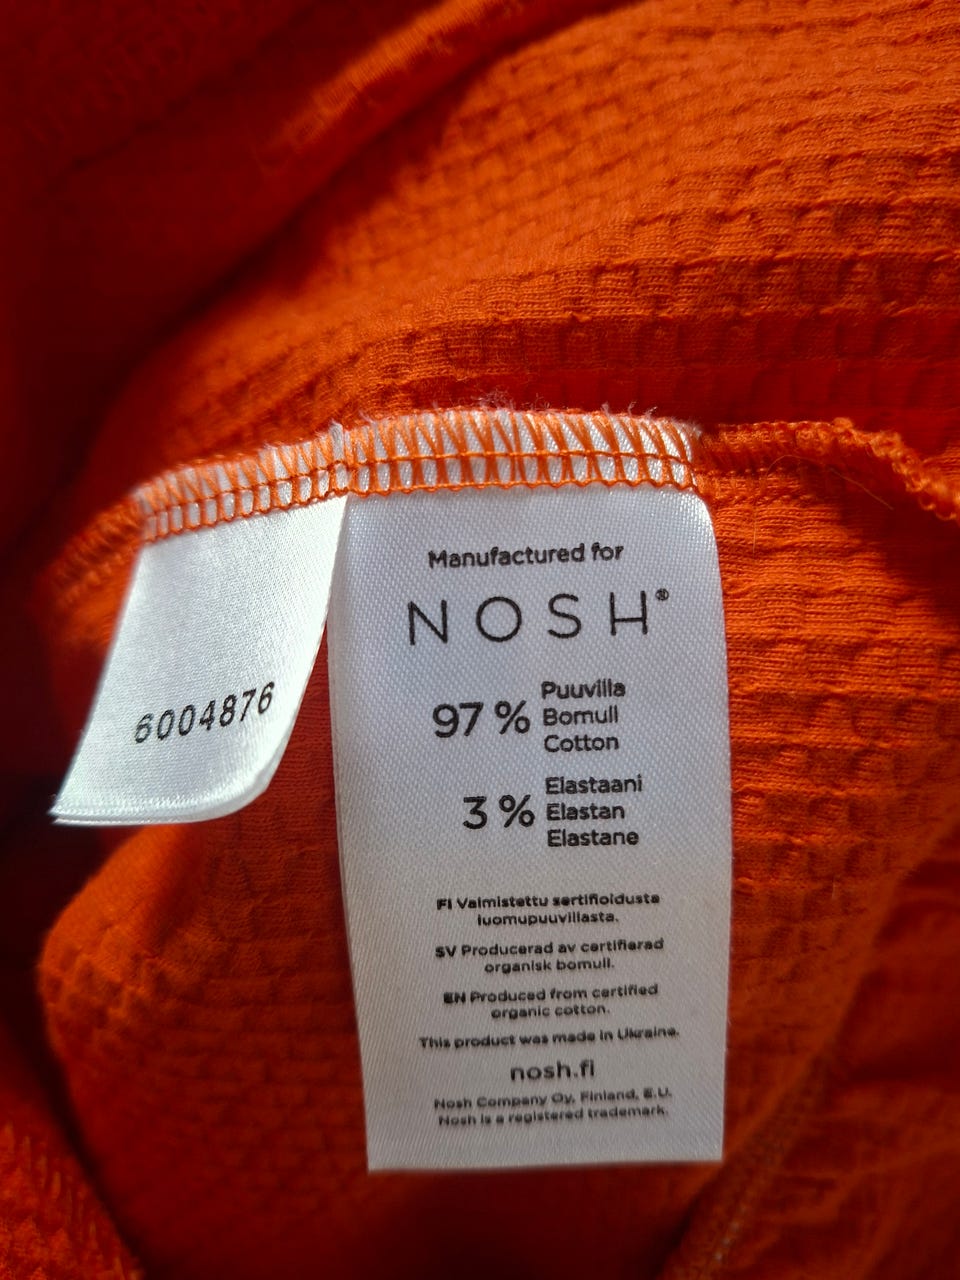 6004876
Manufactured for
NOSH®
97 % Puuvilla
Bomull
Cotton
3 % Elastaani
Elastan
Elastane
FI Valmistettu sertifioidusta
luomupuuvillasta.
SV Producerad av certifierad
organisk bomull.
EN Produced from certified
organic cotton.
This product was made in Ukraine.
nosh.fi
Nosh Company Oy, Finland, E.U.
Nosh is a registered trademark.